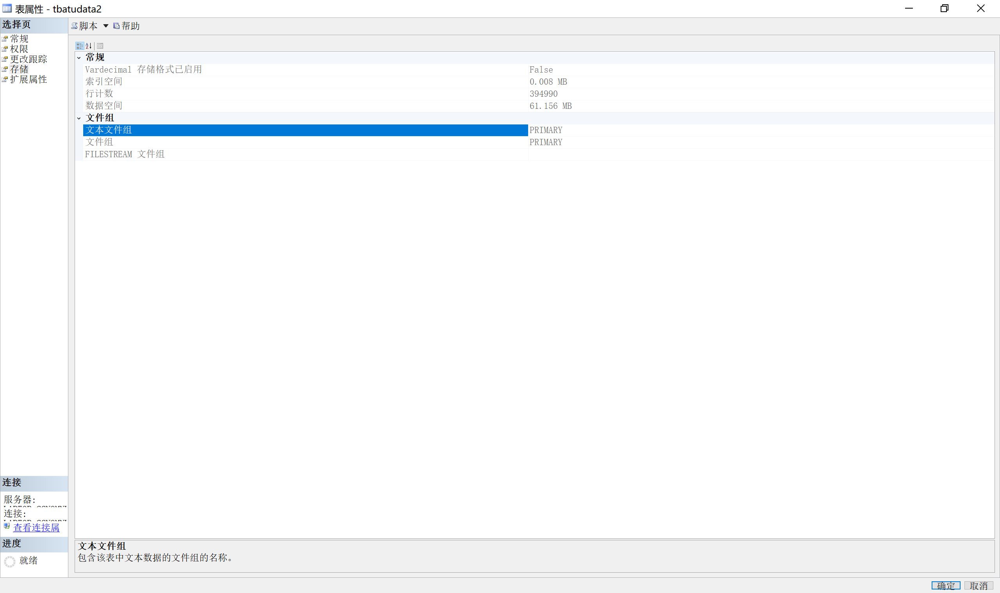 表属性 - tbatudata2
选择页
常规
权限
更改跟踪
存储
扩展属性
脚本
帮助
常规
Vardecimal 存储格式已启用 False
索引空间 0.008 MB
行计数 394990
数据空间 61.156 MB
文件组
文本文件组 PRIMARY
文件组 PRIMARY
FILESTREAM 文件组
连接
服务器:
连接:
查看连接属
进度
就绪
文本文件组
包含该表中文本数据的文件组的名称。
确定 取消